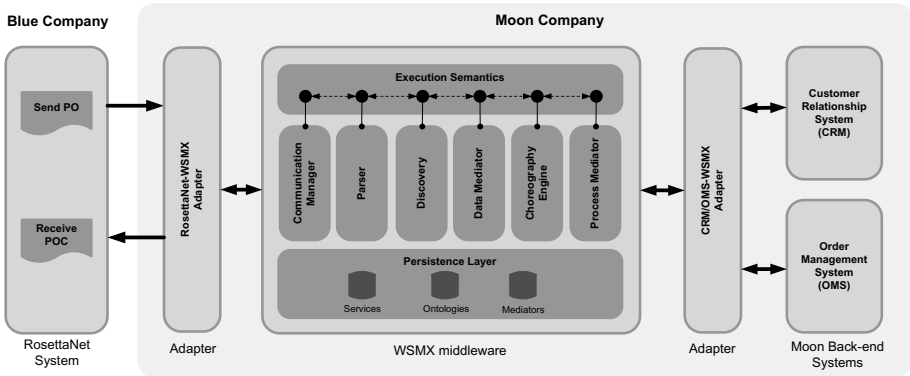 Blue Company
Moon Company
Send PO
Receive
POC
RosettaNet
System
RosettaNet-WSMX
Adapter
Adapter
Execution Semantics
Communication
Manager
Parser
Discovery
Data Mediator
Choreography
Engine
Process Mediator
Persistence Layer
Services
Ontologies
Mediators
WSMX middleware
CRM/OMS-WSMX
Adapter
Adapter
Customer
Relationship
System
(CRM)
Order
Management
System
(OMS)
Moon Back-end
Systems